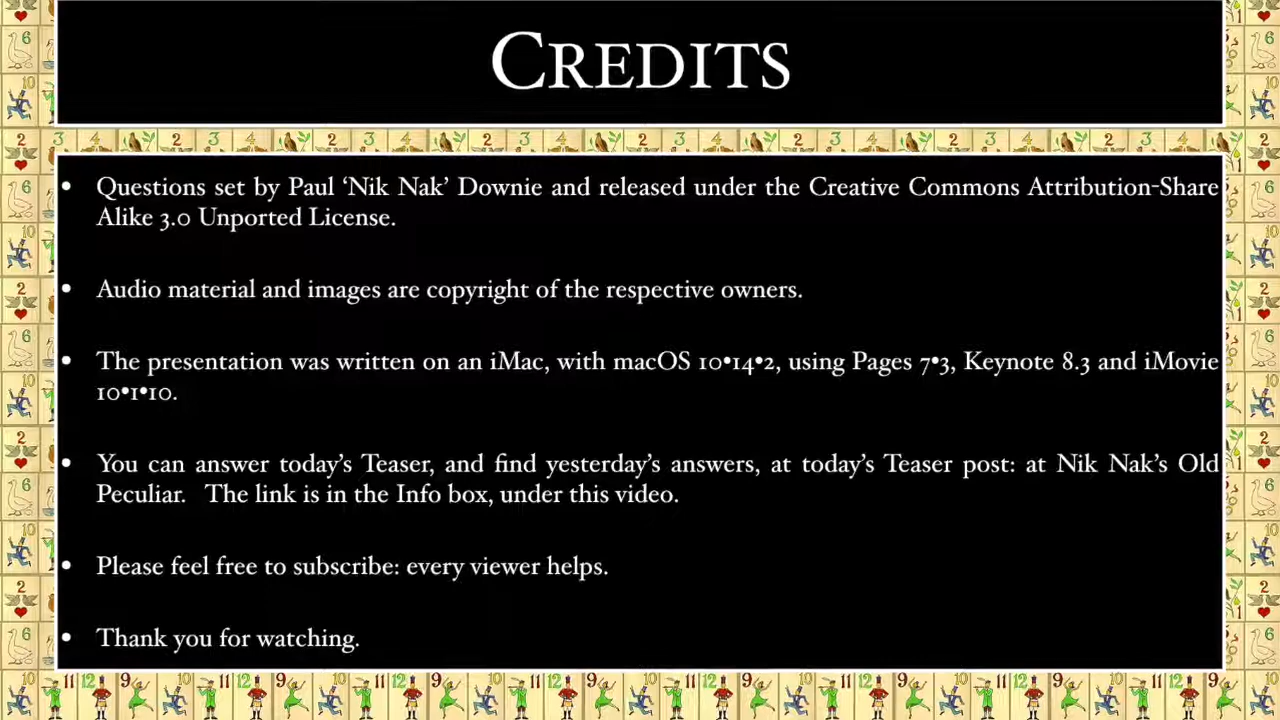 CREDITS
• Questions set by Paul ‘Nik Nak’ Downie and released under the Creative Commons Attribution-Share
Alike 3.0 Unported License.
• Audio material and images are copyright of the respective owners.
• The presentation was written on an iMac, with macOS 10•14•2, using Pages 7•3, Keynote 8.3 and iMovie
10•1•10.
• You can answer today’s Teaser, and find yesterday’s answers, at today’s Teaser post: at Nik Nak’s Old
Peculiar. The link is in the Info box, under this video.
• Please feel free to subscribe: every viewer helps.
• Thank you for watching.